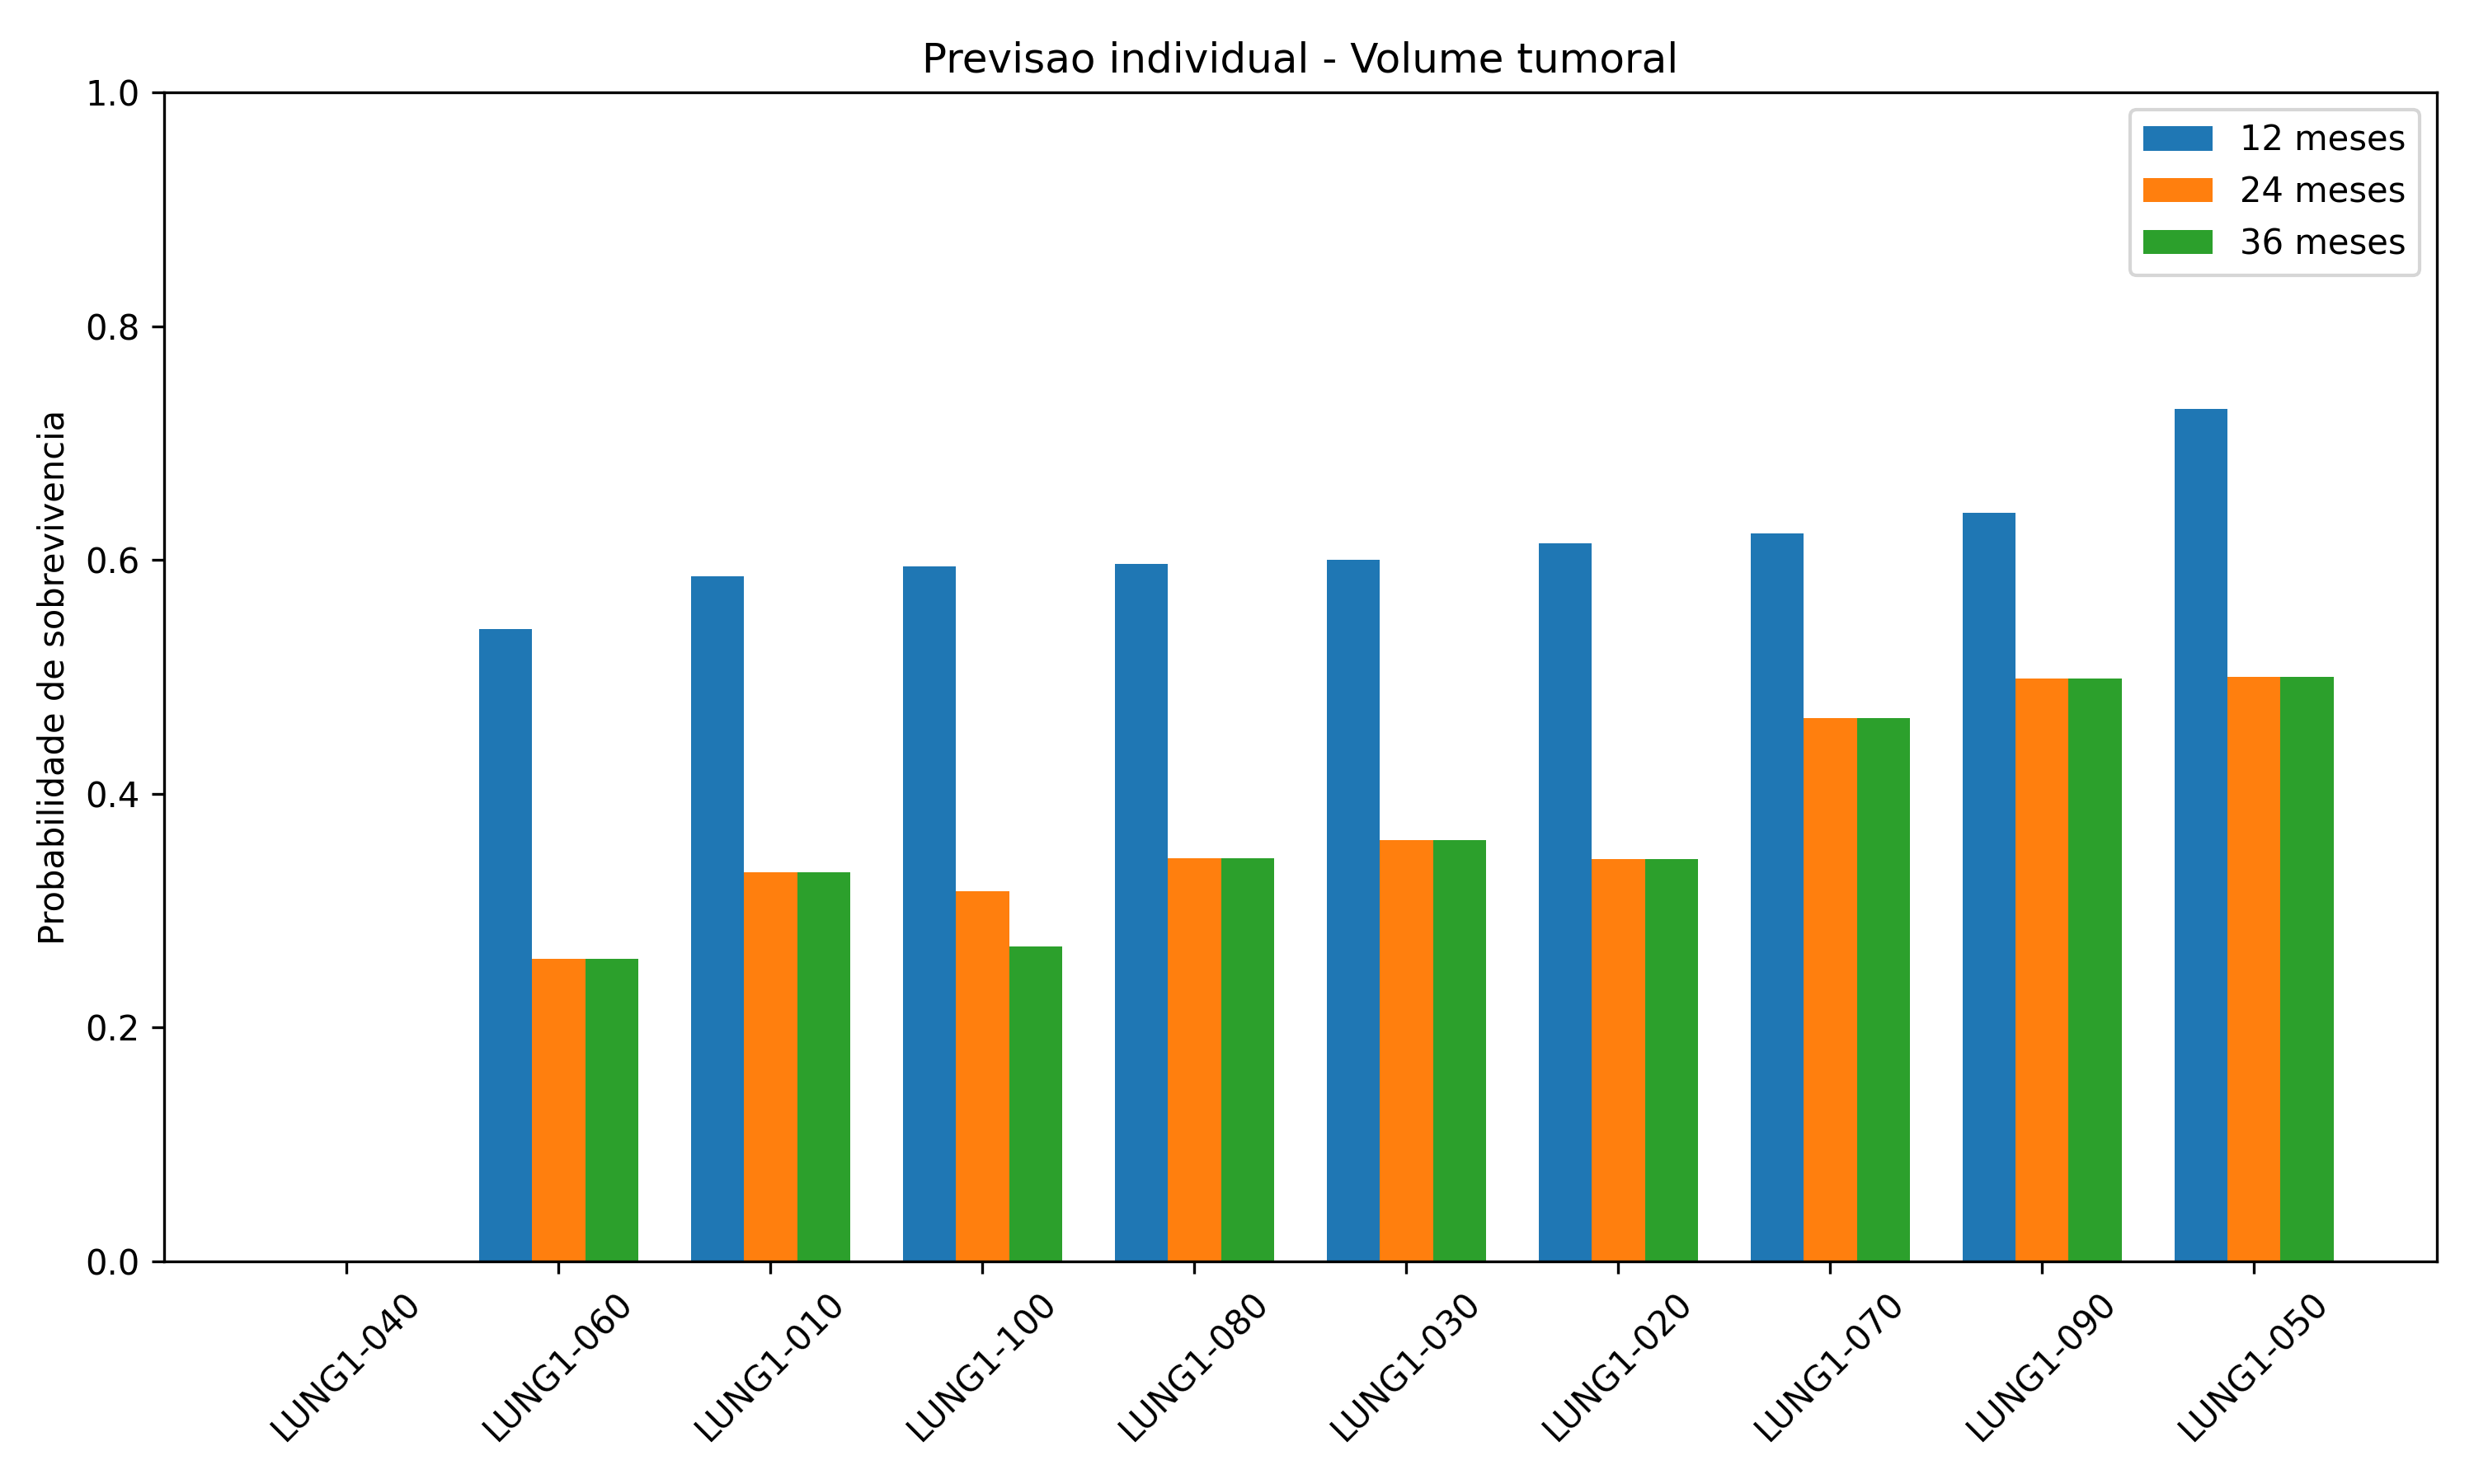 Previsao individual - Volume tumoral
12 meses
24 meses
36 meses
Probabilidade de sobrevivencia
1.0
0.8
0.6
0.4
0.2
0.0
LUNG1-040
LUNG1-060
LUNG1-010
LUNG1-100
LUNG1-080
LUNG1-030
LUNG1-020
LUNG1-070
LUNG1-090
LUNG1-050